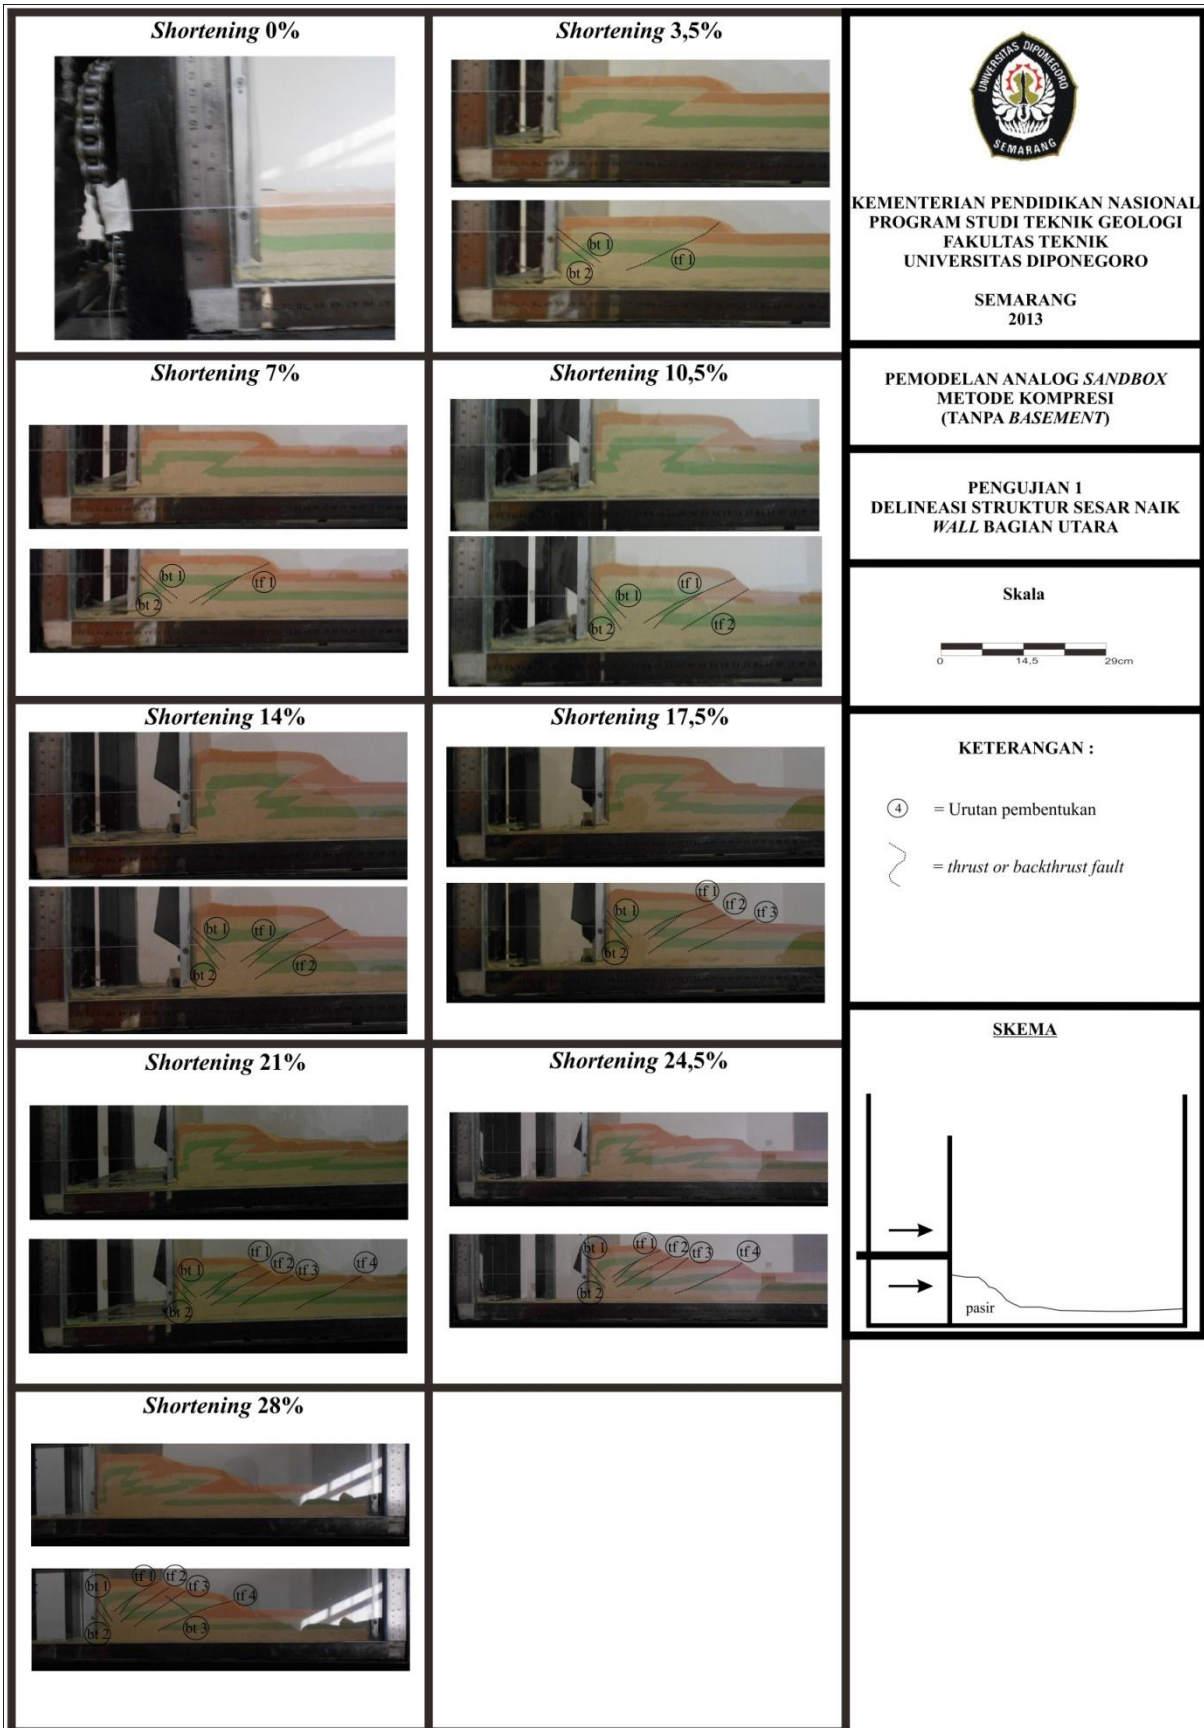 Shortening 0%
Shortening 3,5%
bt 1
bt 2
tf 1
Shortening 7%
bt 1
bt 2
tf 1
Shortening 10,5%
bt 1
bt 2
tf 1
tf 2
Shortening 14%
bt 1
bt 2
tf 1
tf 2
Shortening 17,5%
bt 1
bt 2
tf 1
tf 2
tf 3
Shortening 21%
bt 1
bt 2
tf 1
tf 2
tf 3
tf 4
Shortening 24,5%
bt 1
bt 2
tf 1
tf 2
tf 3
tf 4
Shortening 28%
bt 1
bt 2
tf 1
tf 2
tf 3
tf 4
bt 3
UNIVERSITAS DIPONEGORO
SEMARANG
KEMENTERIAN PENDIDIKAN NASIONAL
PROGRAM STUDI TEKNIK GEOLOGI
FAKULTAS TEKNIK
UNIVERSITAS DIPONEGORO
SEMARANG
2013
PEMODELAN ANALOG SANDBOX
METODE KOMPRESI
(TANPA BASEMENT)
PENGUJIAN 1
DELINEASI STRUKTUR SESAR NAIK
WALL BAGIAN UTARA
Skala
0 14,5 29cm
KETERANGAN :
4 = Urutan pembentukan
= thrust or backthrust fault
SKEMA
pasir